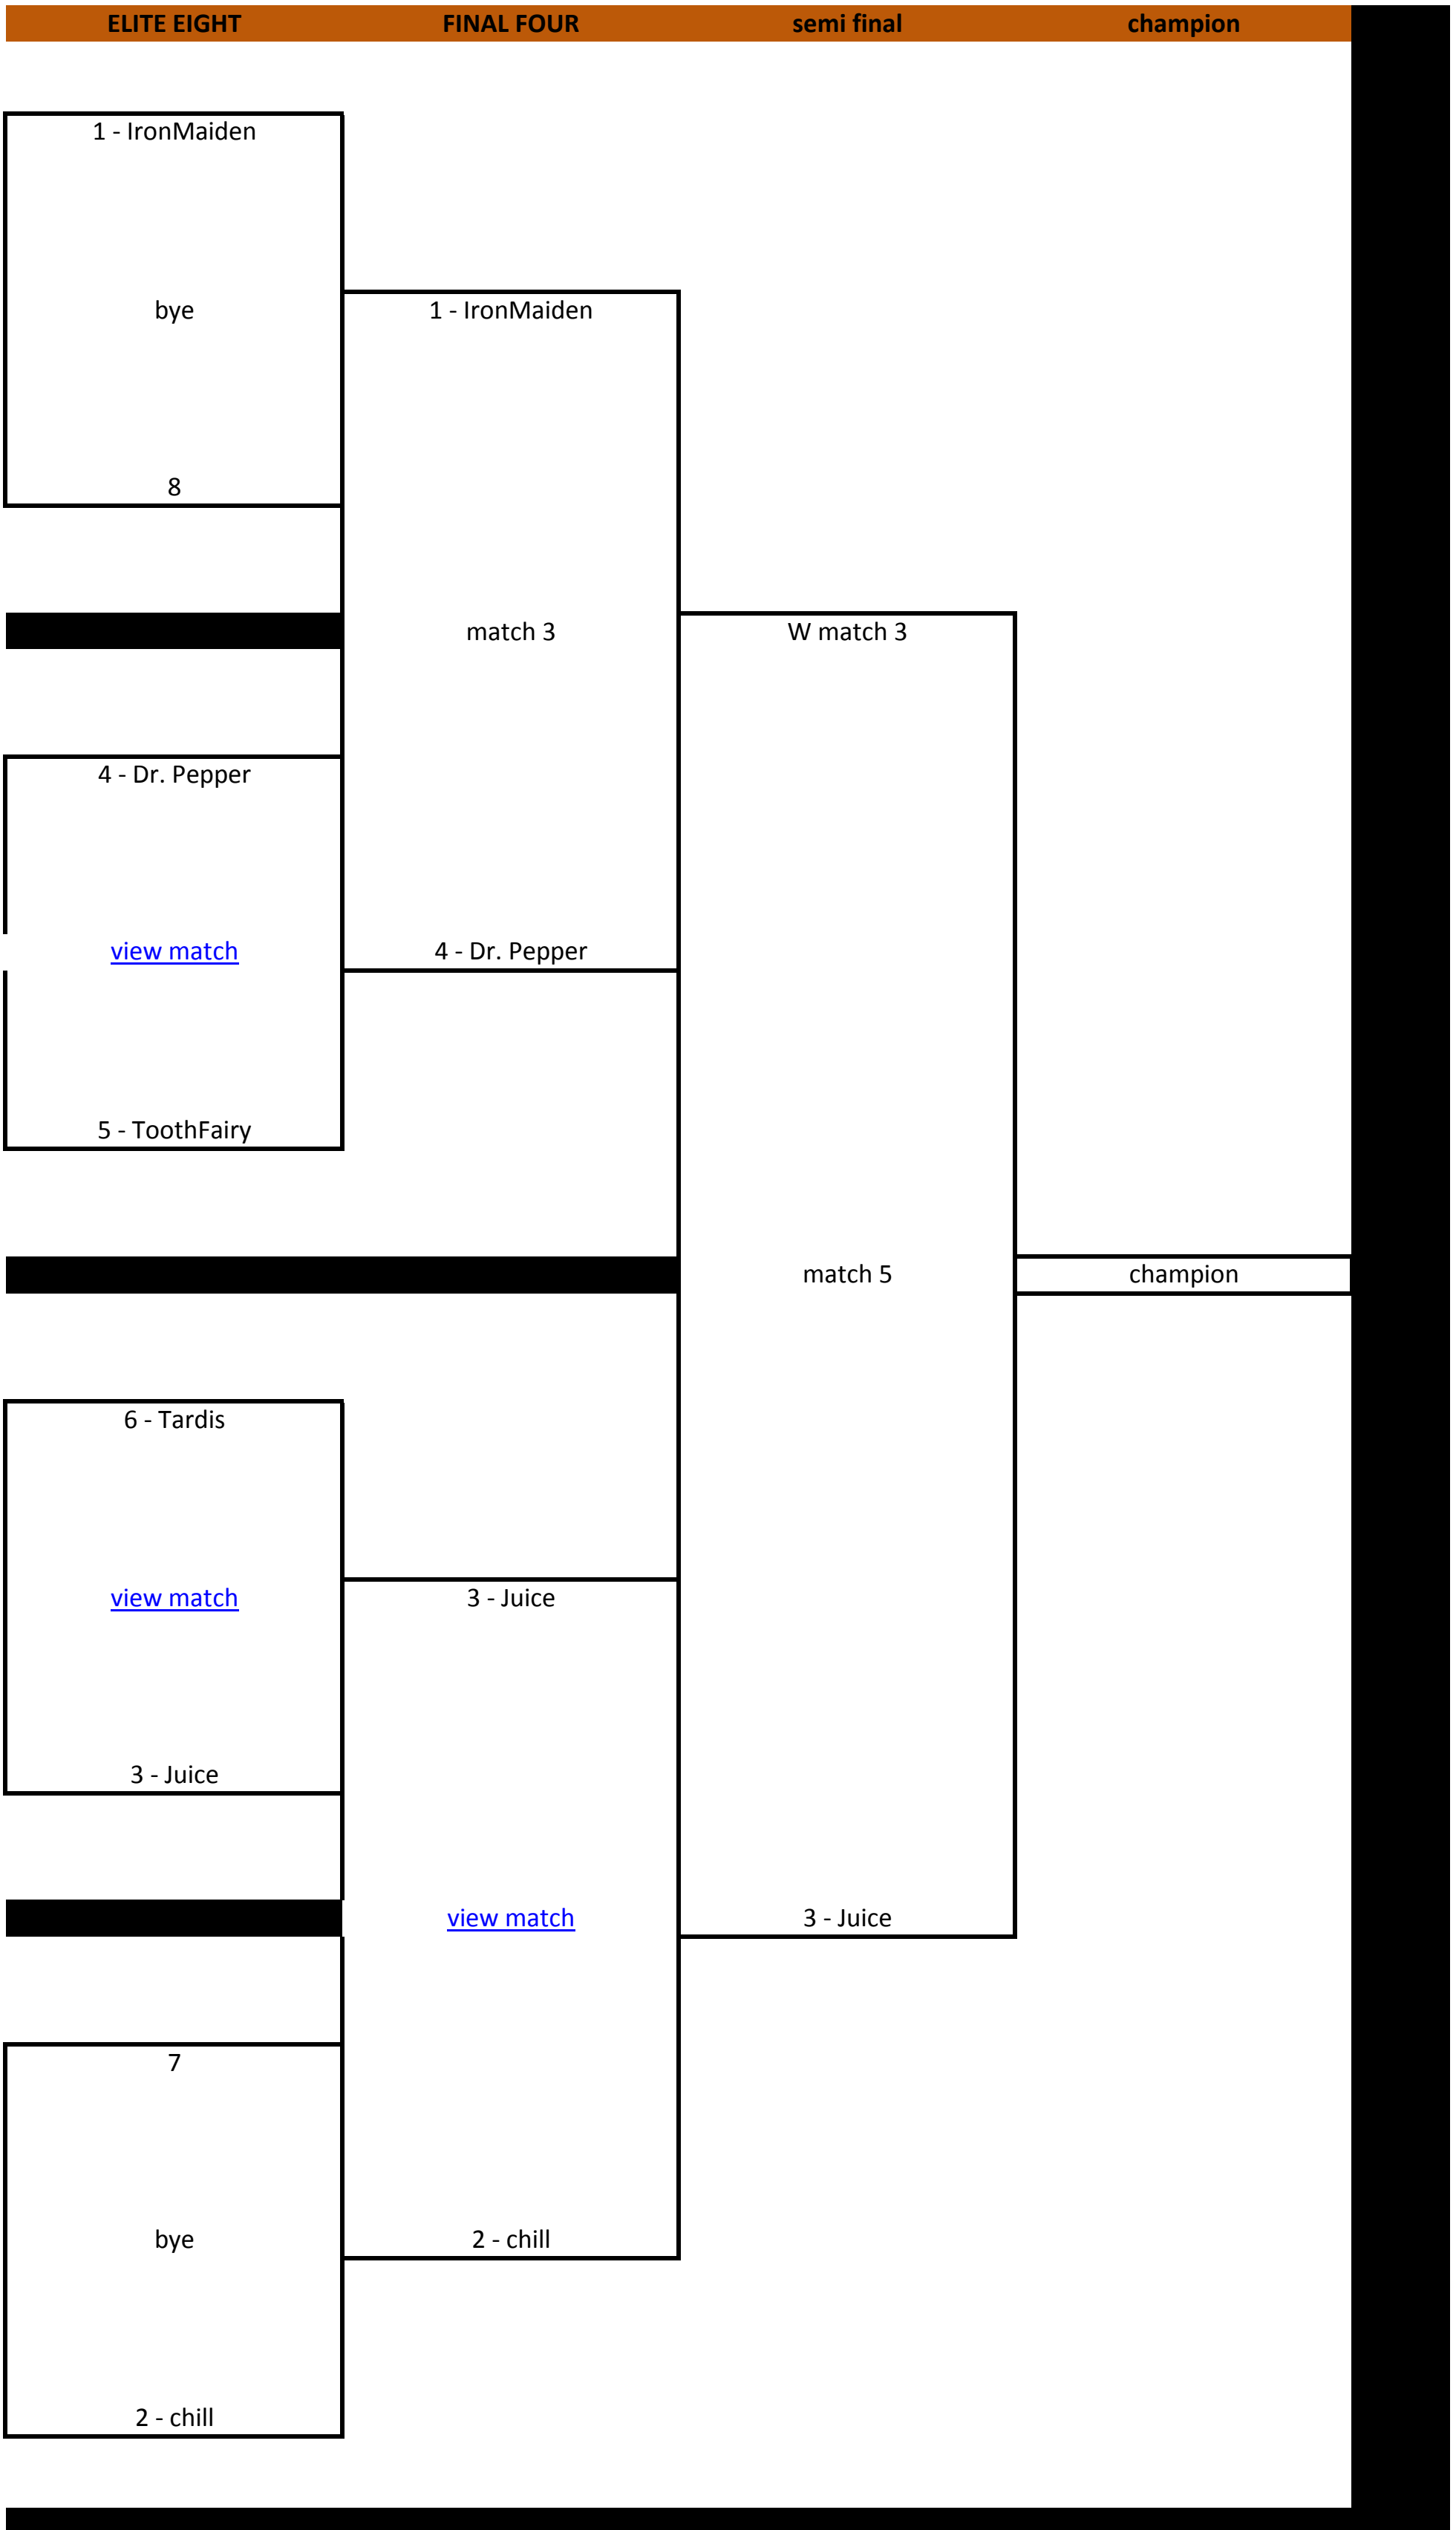 ELITE EIGHT FINAL FOUR semi final champion
1 - IronMaiden
bye 1 - IronMaiden
8
match 3 W match 3
4 - Dr. Pepper
view match 4 - Dr. Pepper
5 - ToothFairy
match 5 champion
6 - Tardis
view match 3 - Juice
3 - Juice
view match 3 - Juice
7
bye 2 - chill
2 - chill